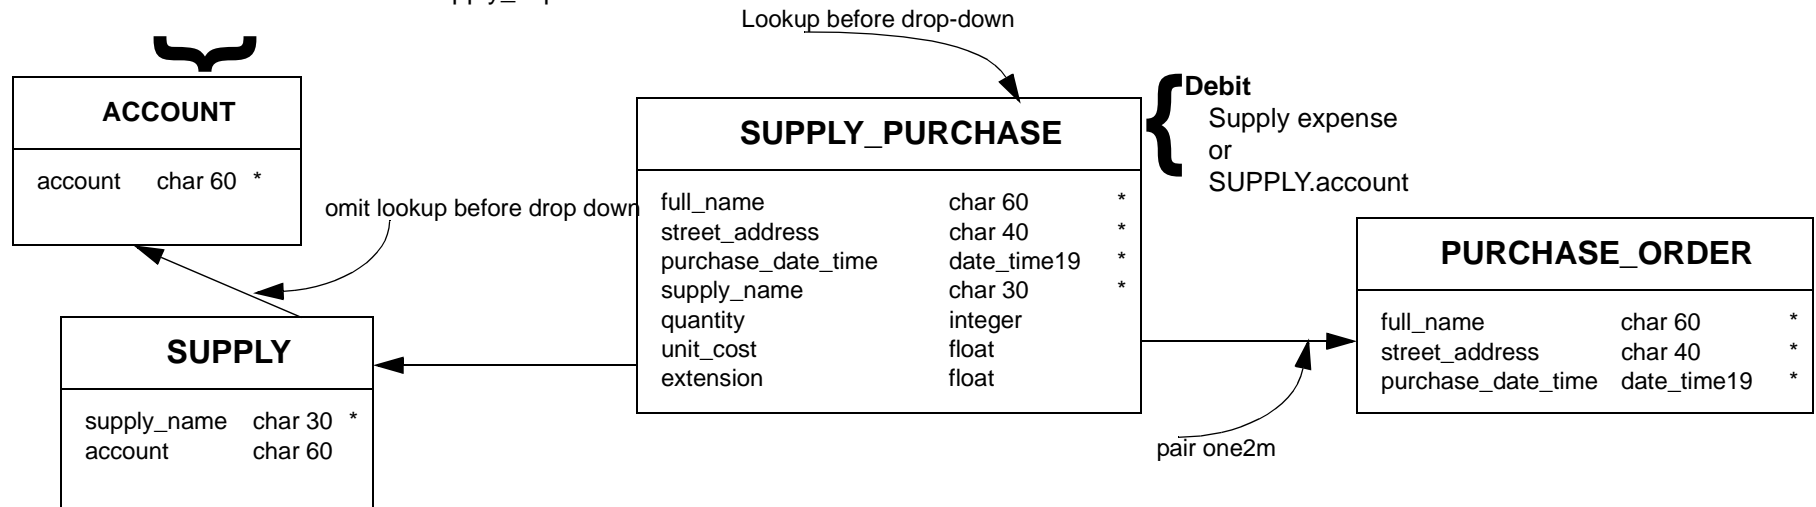 Lookup before drop-down
ACCOUNT
account char 60 *
omit lookup before drop down
SUPPLY
supply_name char 30 *
account char 60
SUPPLY_PURCHASE
full_name char 60 *
street_address char 40 *
purchase_date_time date_time19 *
supply_name char 30 *
quantity integer
unit_cost float
extension float
Debit
Supply expense
or
SUPPLY.account
PURCHASE_ORDER
full_name char 60 *
street_address char 40 *
purchase_date_time date_time19 *
pair one2m